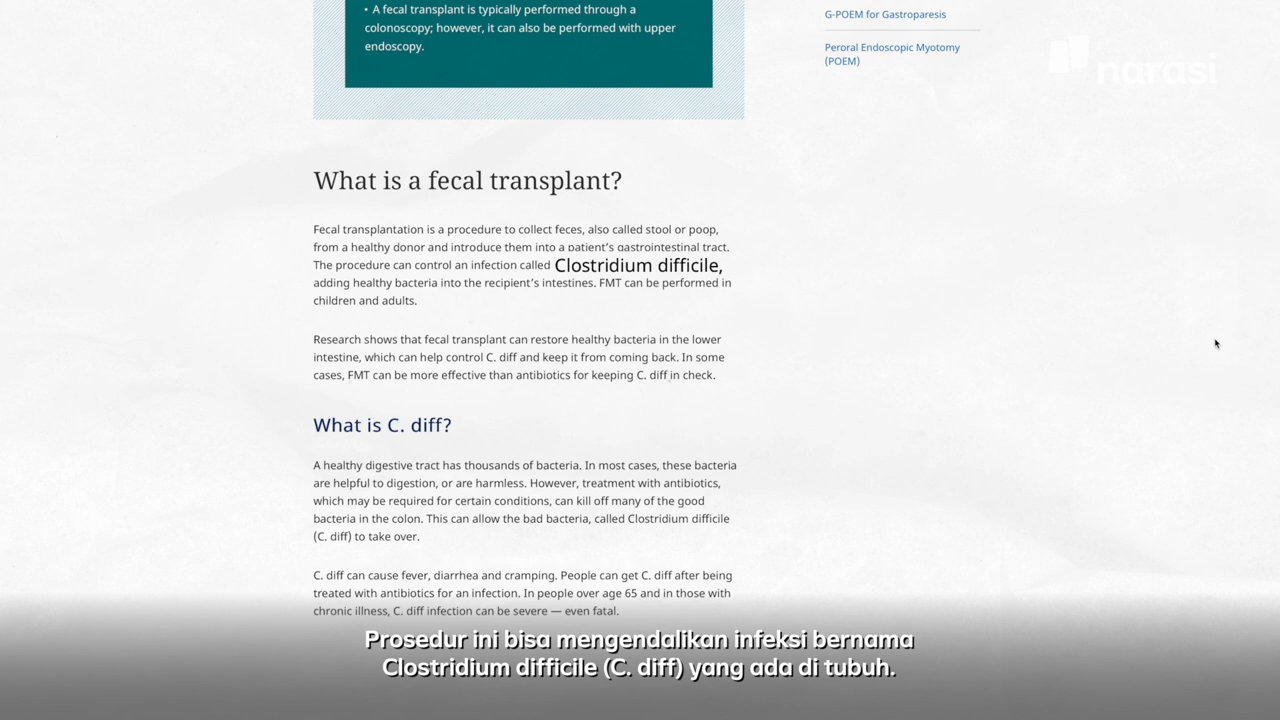 • A fecal transplant is typically performed through a
colonoscopy; however, it can also be performed with upper
endoscopy.
G-POEM for Gastroparesis
Peroral Endoscopic Myotomy
(POEM)
narasi
What is a fecal transplant?
Fecal transplantation is a procedure to collect feces, also called stool or poop,
from a healthy donor and introduce them into a patient's gastrointestinal tract.
The procedure can control an infection called Clostridium difficile,
adding healthy bacteria into the recipient's intestines. FMT can be performed in
children and adults.
Research shows that fecal transplant can restore healthy bacteria in the lower
intestine, which can help control C. diff and keep it from coming back. In some
cases, FMT can be more effective than antibiotics for keeping C. diff in check.
What is C. diff?
A healthy digestive tract has thousands of bacteria. In most cases, these bacteria
are helpful to digestion, or are harmless. However, treatment with antibiotics,
which may be required for certain conditions, can kill off many of the good
bacteria in the colon. This can allow the bad bacteria, called Clostridium difficile
(C. diff) to take over.
C. diff can cause fever, diarrhea and cramping. People can get C. diff after being
treated with antibiotics for an infection. In people over age 65 and in those with
chronic illness, C. diff infection can be severe — even fatal.
Prosedur ini bisa mengendalikan infeksi bernama
Clostridium difficile (C. diff) yang ada di tubuh.